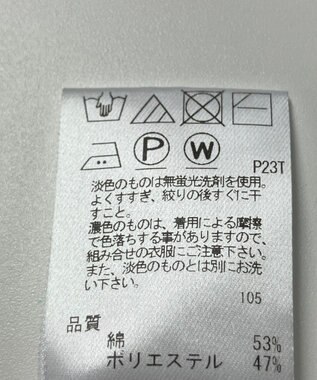 P W
P23T
淡色のものは無蛍光洗剤を使用。
よくすすぎ、絞りの後すぐに干
すこと。
濃色のものは、着用による摩擦
で色落ちする事がありますので、
組み合せの衣服にご注意下さい。
また、淡色のものとは別にお洗
い下さい。
105
品質
綿 53%
ポリエステル 47%